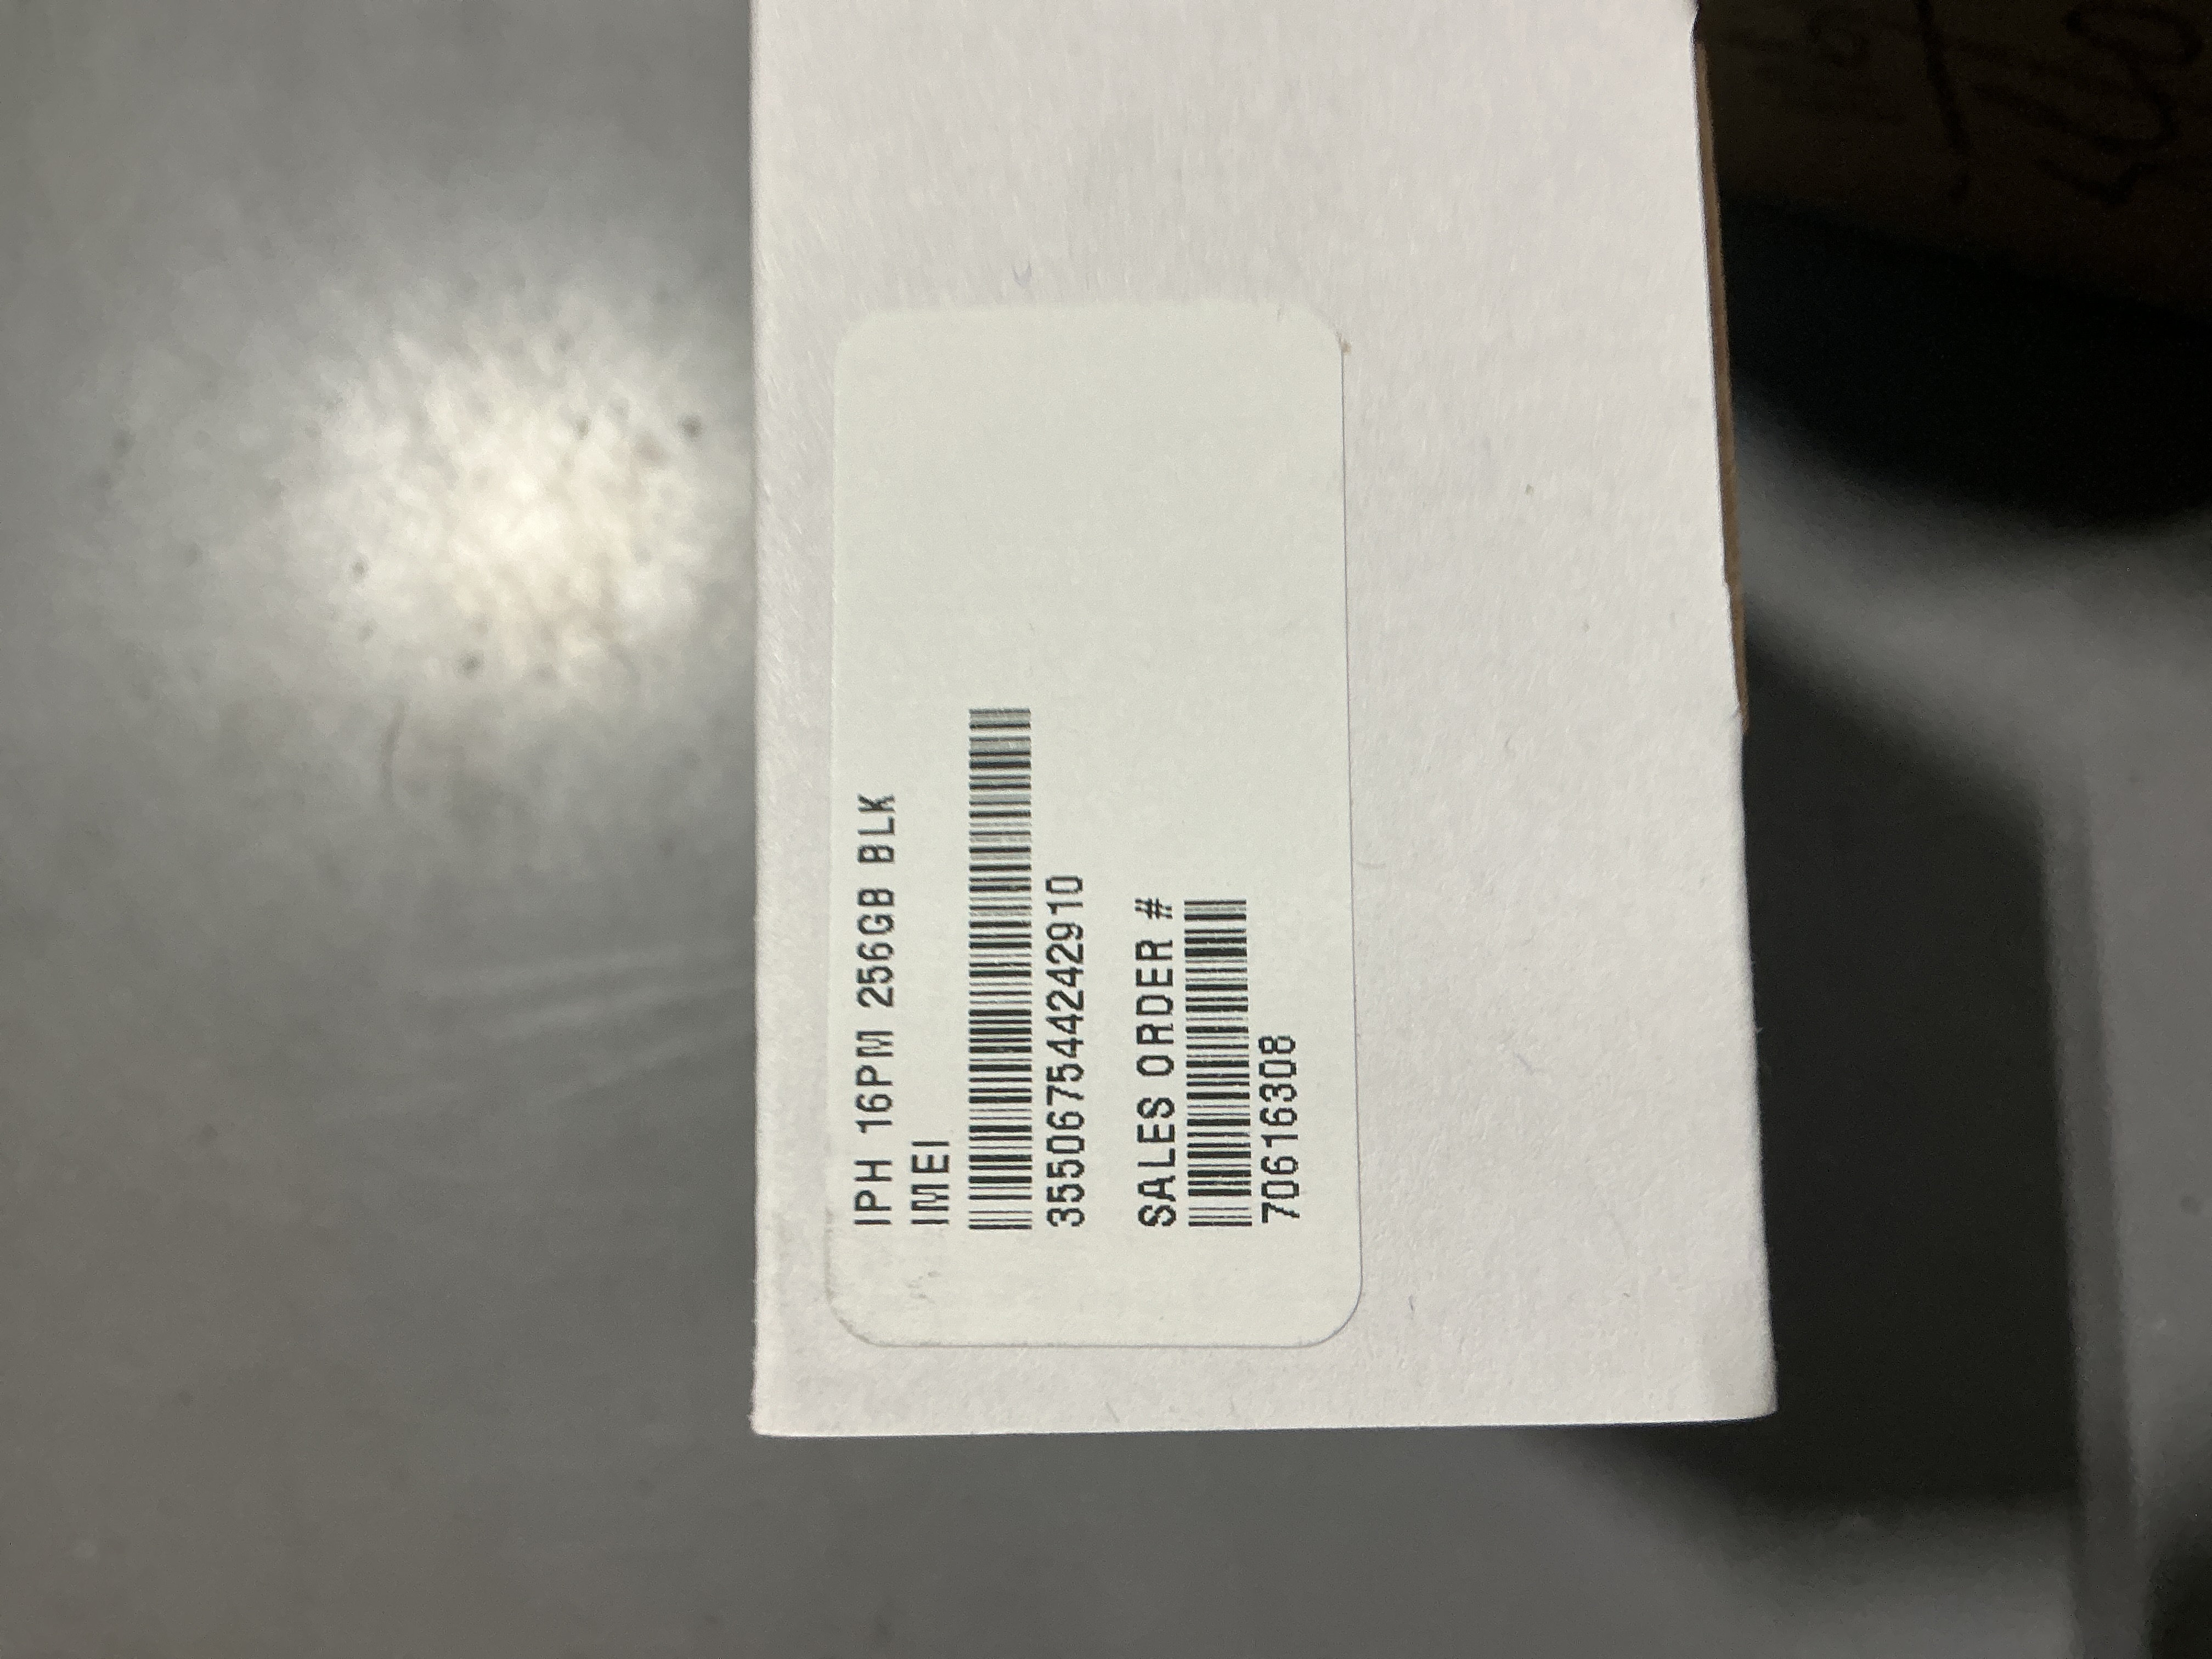 IPH 16PM 256GB BLK
IMEI
355067544242910
SALES ORDER #
70616308